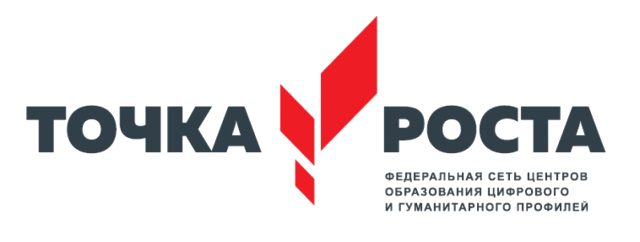 ТОЧКА РОСТА
ФЕДЕРАЛЬНАЯ СЕТЬ ЦЕНТРОВ
ОБРАЗОВАНИЯ ЦИФРОВОГО
И ГУМАНИТАРНОГО ПРОФИЛЕЙ